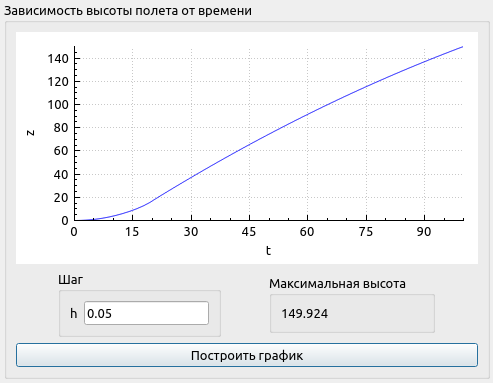 Зависимость высоты полета от времени
140
120
100
80
60
40
20
0
z
0 15 30 45 60 75 90
t
Шаг
h 0.05
Максимальная высота
149.924
Построить график